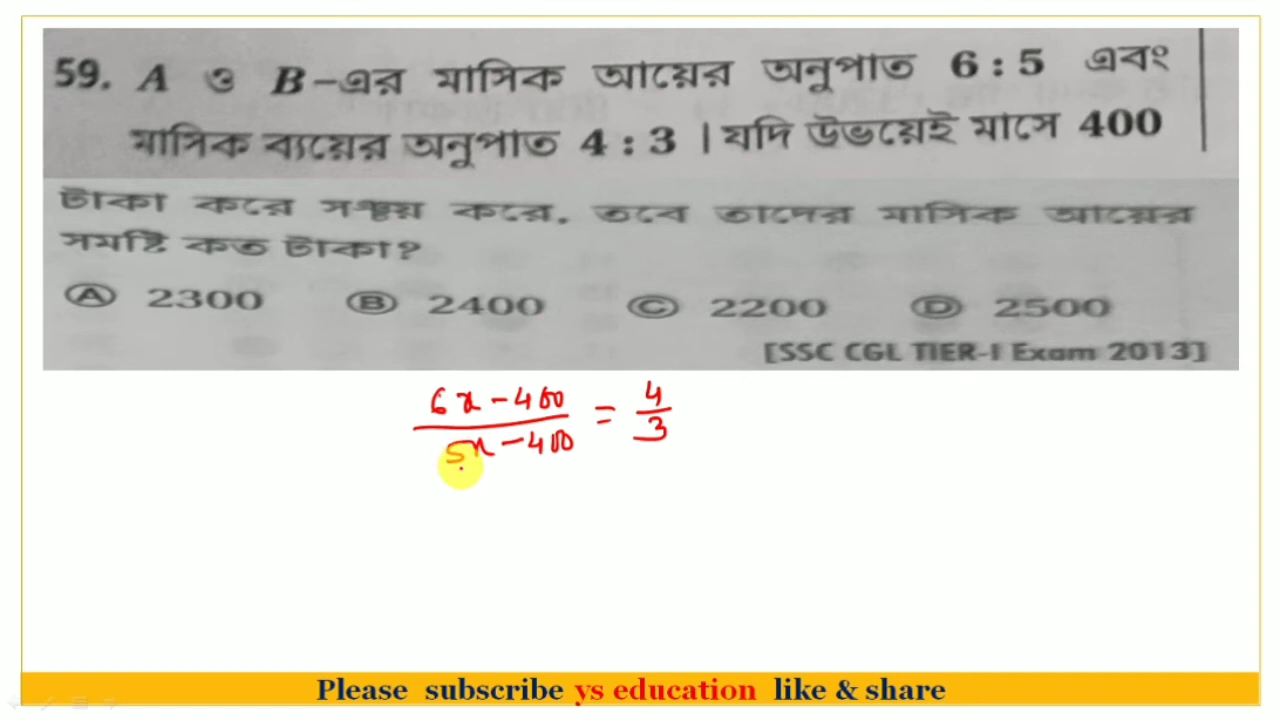 59. A ও B-এর মাসিক আয়ের অনুপাত 6 : 5 এবং
মাসিক ব্যয়ের অনুপাত 4 : 3 । যদি উভয়েই মাসে 400
টাকা করে সঞ্চয় করে, তবে তাদের মাসিক আয়ের
সমষ্টি কত টাকা?
Ⓐ 2300 Ⓑ 2400 Ⓒ 2200 Ⓓ 2500
[SSC CGL TIER-I Exam 2013]
6x - 400
= 4/3
5x - 400
Please subscribe ys education like & share